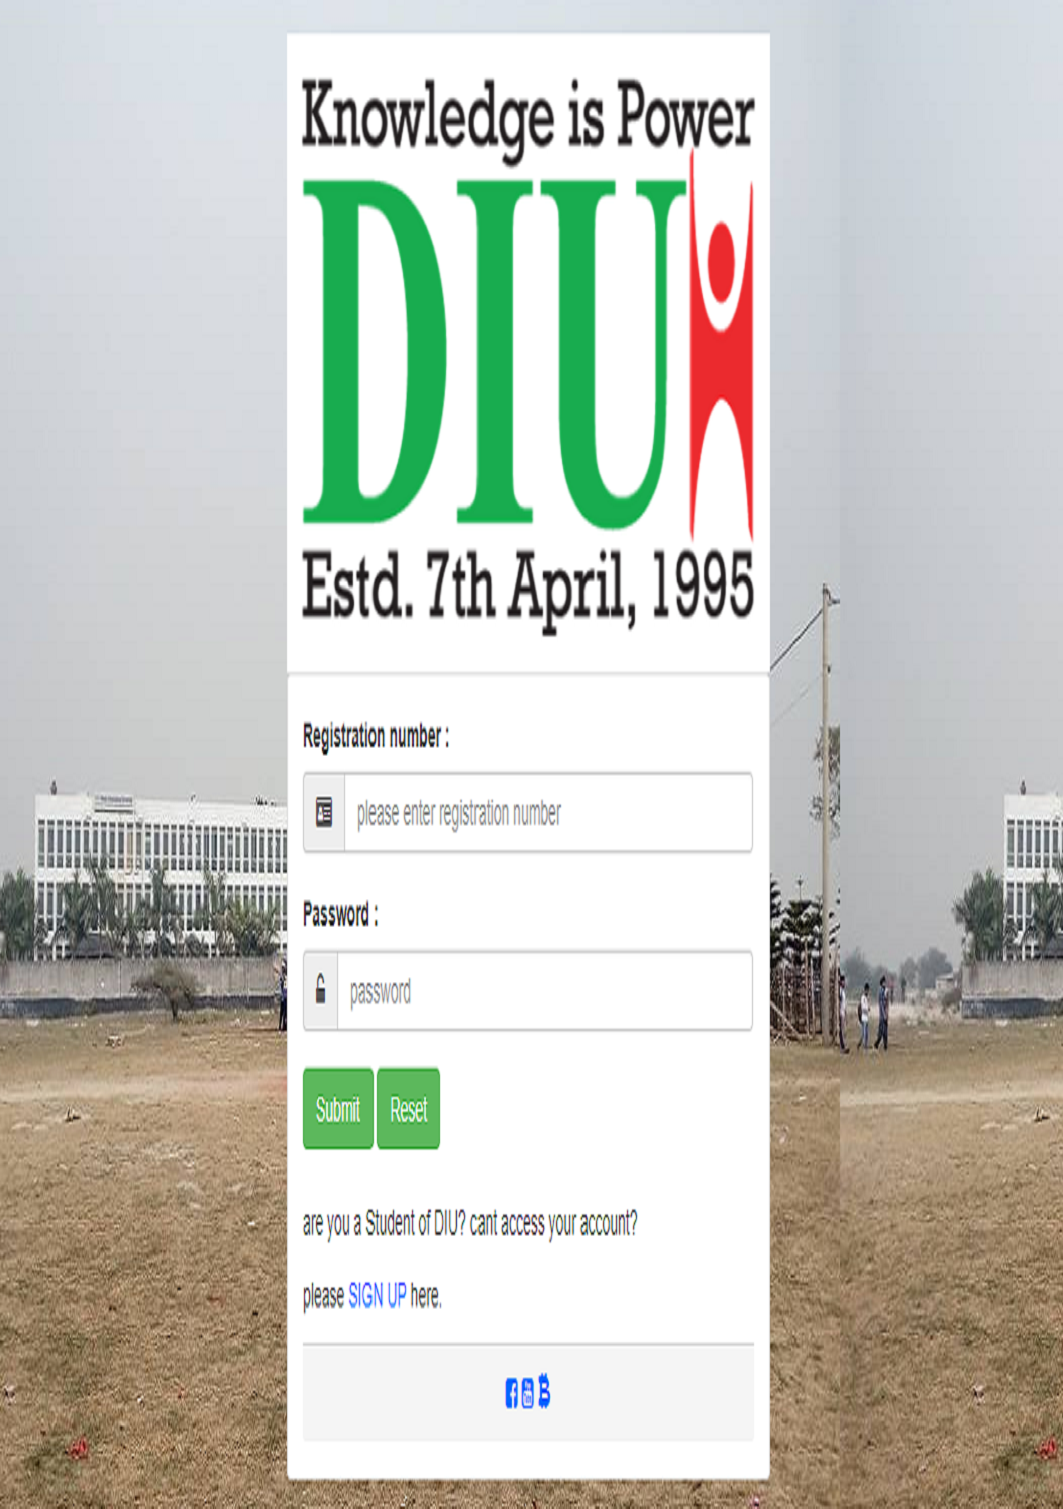 Knowledge is Power
DIU
Estd. 7th April, 1995
Registration number :
please enter registration number
Password :
password
Submit Reset
are you a Student of DIU? cant access your account?
please SIGN UP here.